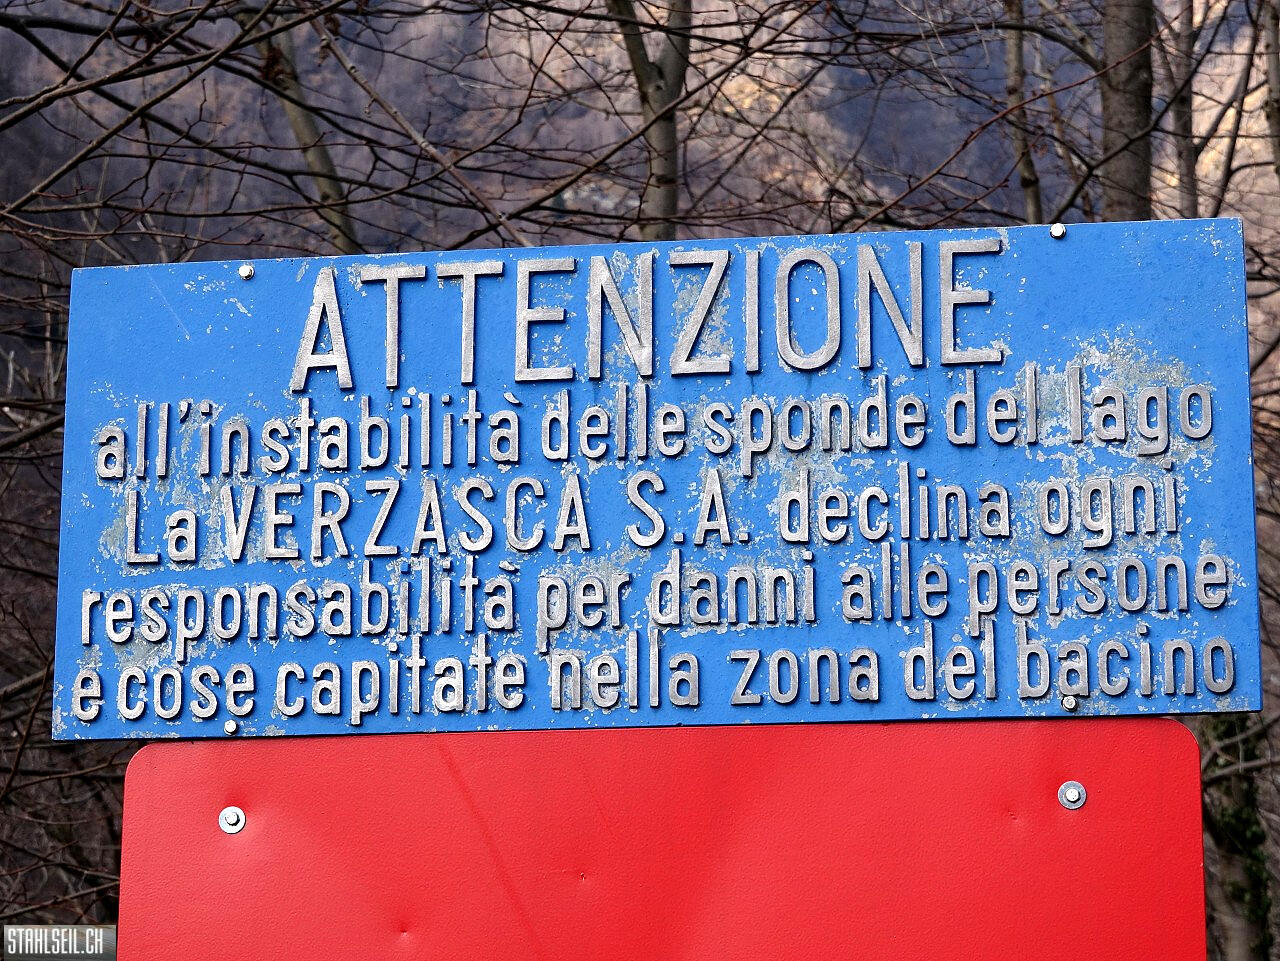 ATTENZIONE
all'instabilità delle sponde del lago
La VERZASCA S.A. declina ogni
responsabilità per danni alle persone
e cose capitate nella zona del bacino
STAHLSEIL.CH